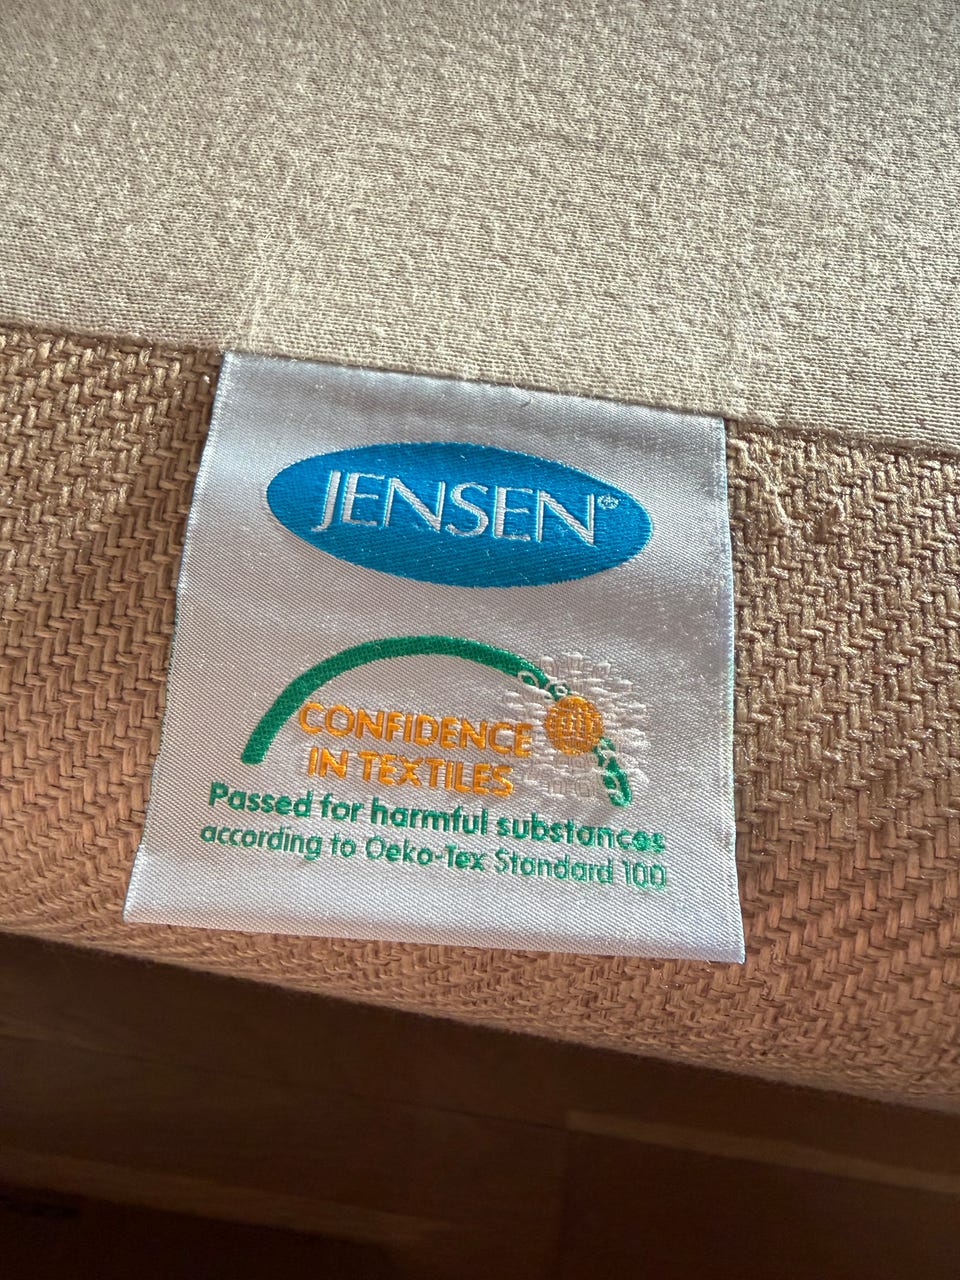 JENSEN®
CONFIDENCE
IN TEXTILES
Passed for harmful substances
according to Oeko-Tex Standard 100